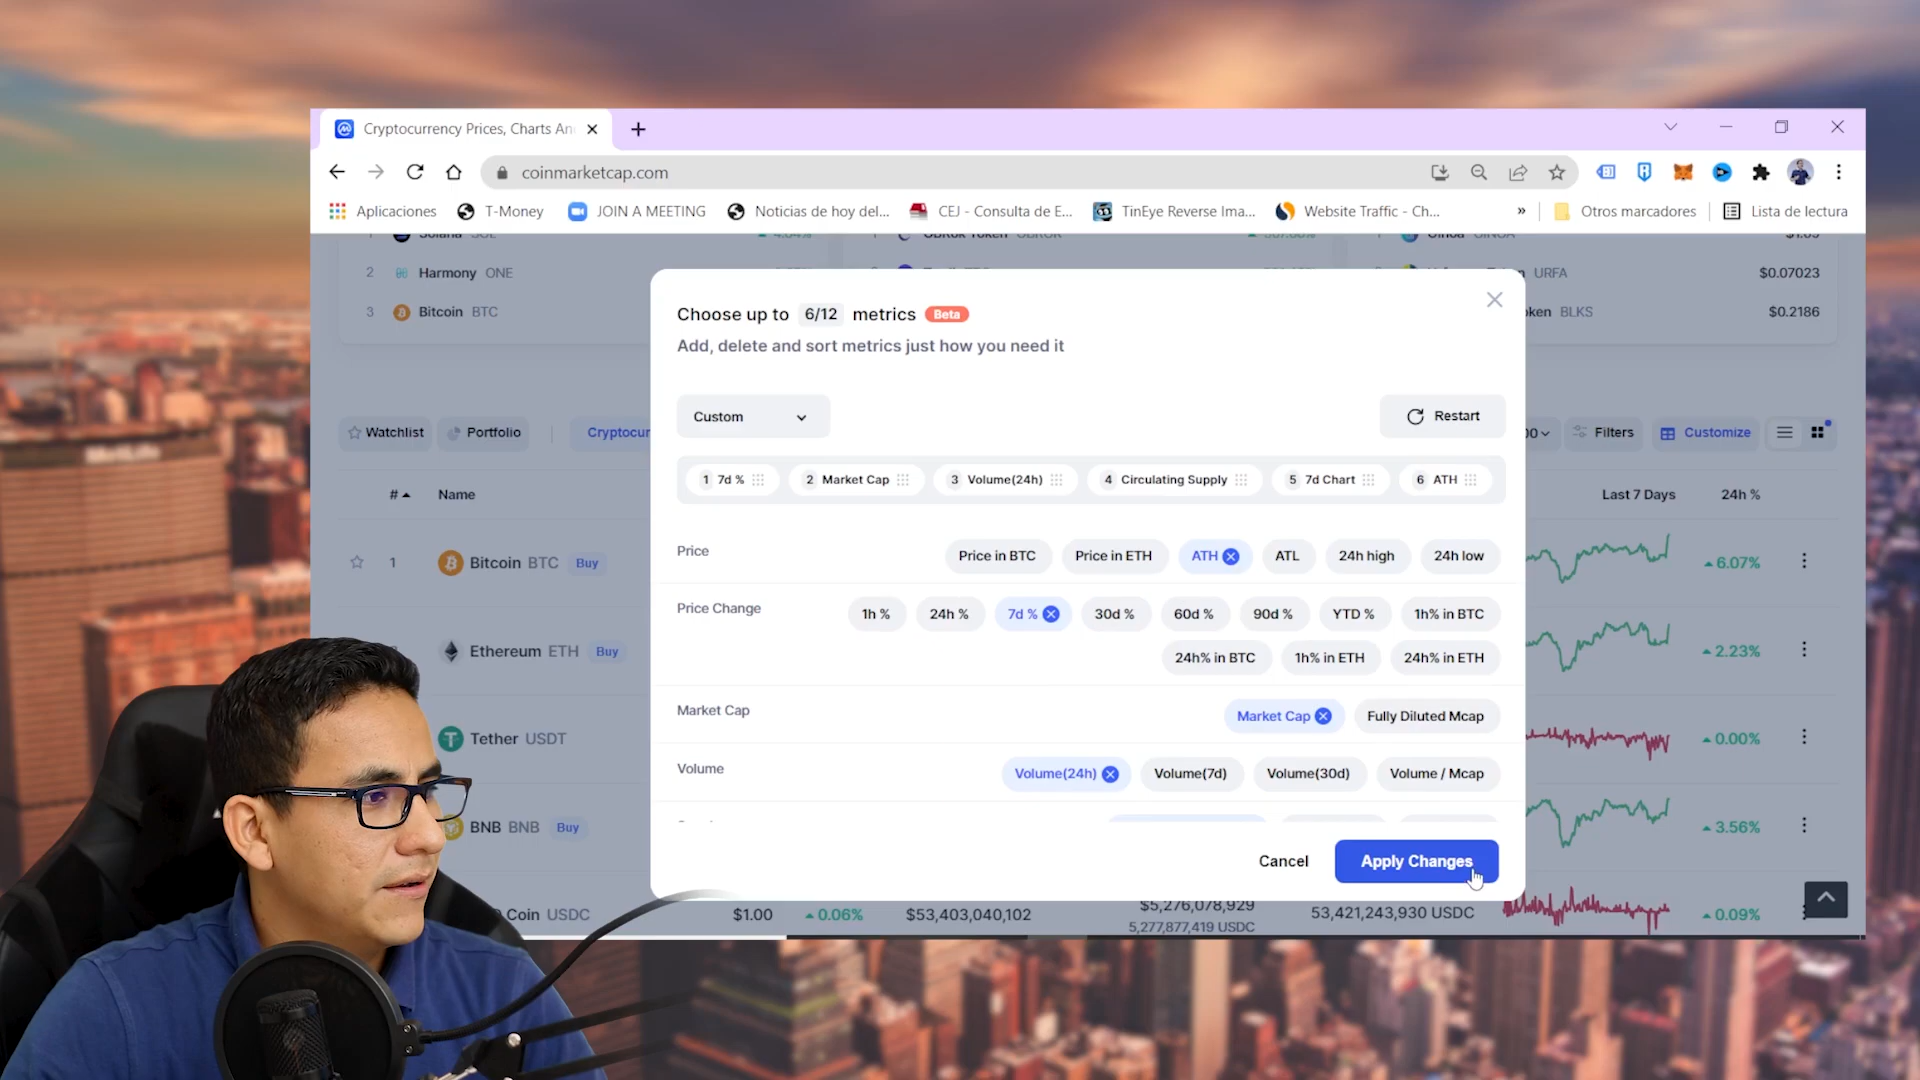 Cryptocurrency Prices, Charts An
coinmarketcap.com
Aplicaciones T-Money JOIN A MEETING Noticias de hoy del... CEJ - Consulta de E... TinEye Reverse Ima... Website Traffic - Ch... » Otros marcadores Lista de lectura
2 Harmony ONE URFA $0.07023
3 Bitcoin BTC BLKS $0.2186
Choose up to 6/12 metrics Beta
Add, delete and sort metrics just how you need it
Custom Restart
Watchlist Portfolio Cryptocur Filters Customize
1 7d % 2 Market Cap 3 Volume(24h) 4 Circulating Supply 5 7d Chart 6 ATH
# Name Last 7 Days 24h %
Price Price in BTC Price in ETH ATH ATL 24h high 24h low
1 Bitcoin BTC Buy 6.07%
Price Change 1h % 24h % 7d % 30d % 60d % 90d % YTD % 1h% in BTC
24h% in BTC 1h% in ETH 24h% in ETH
Ethereum ETH Buy 2.23%
Market Cap Market Cap Fully Diluted Mcap
Tether USDT 0.00%
Volume Volume(24h) Volume(7d) Volume(30d) Volume / Mcap
BNB BNB Buy 3.56%
Cancel Apply Changes
Coin USDC $1.00 0.06% $53,403,040,102 $5,276,078,929 53,421,243,930 USDC 0.09%
5,277,877,419 USDC